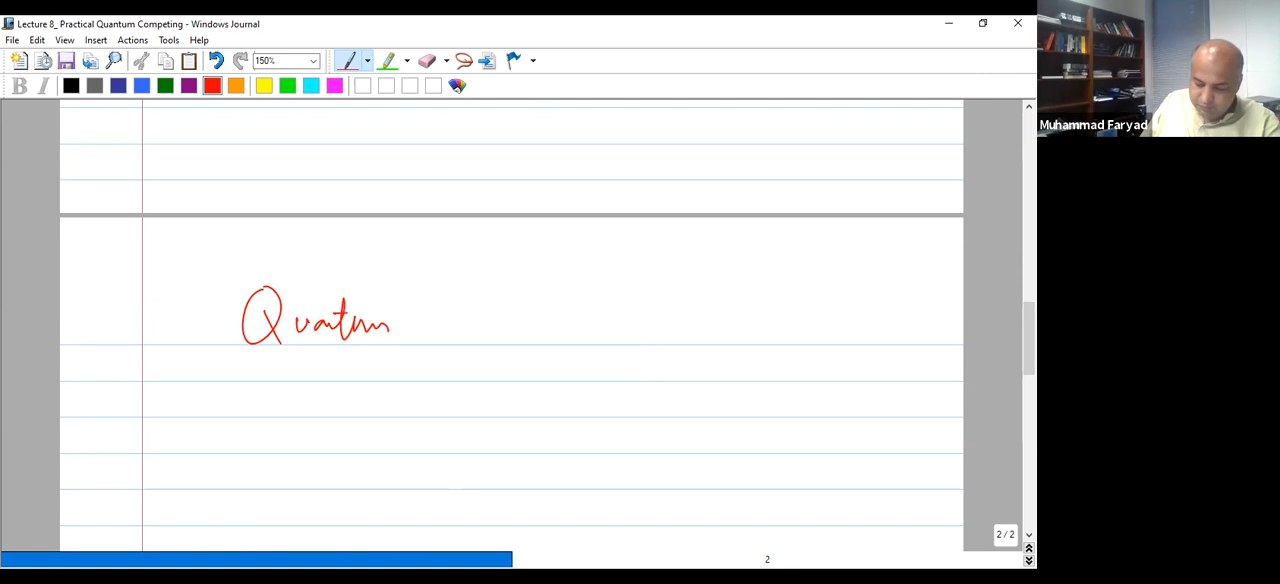 Lecture 8_ Practical Quantum Competing - Windows Journal
File Edit View Insert Actions Tools Help
150%
B I
Muhammad Faryad
Quantum
2 / 2
2